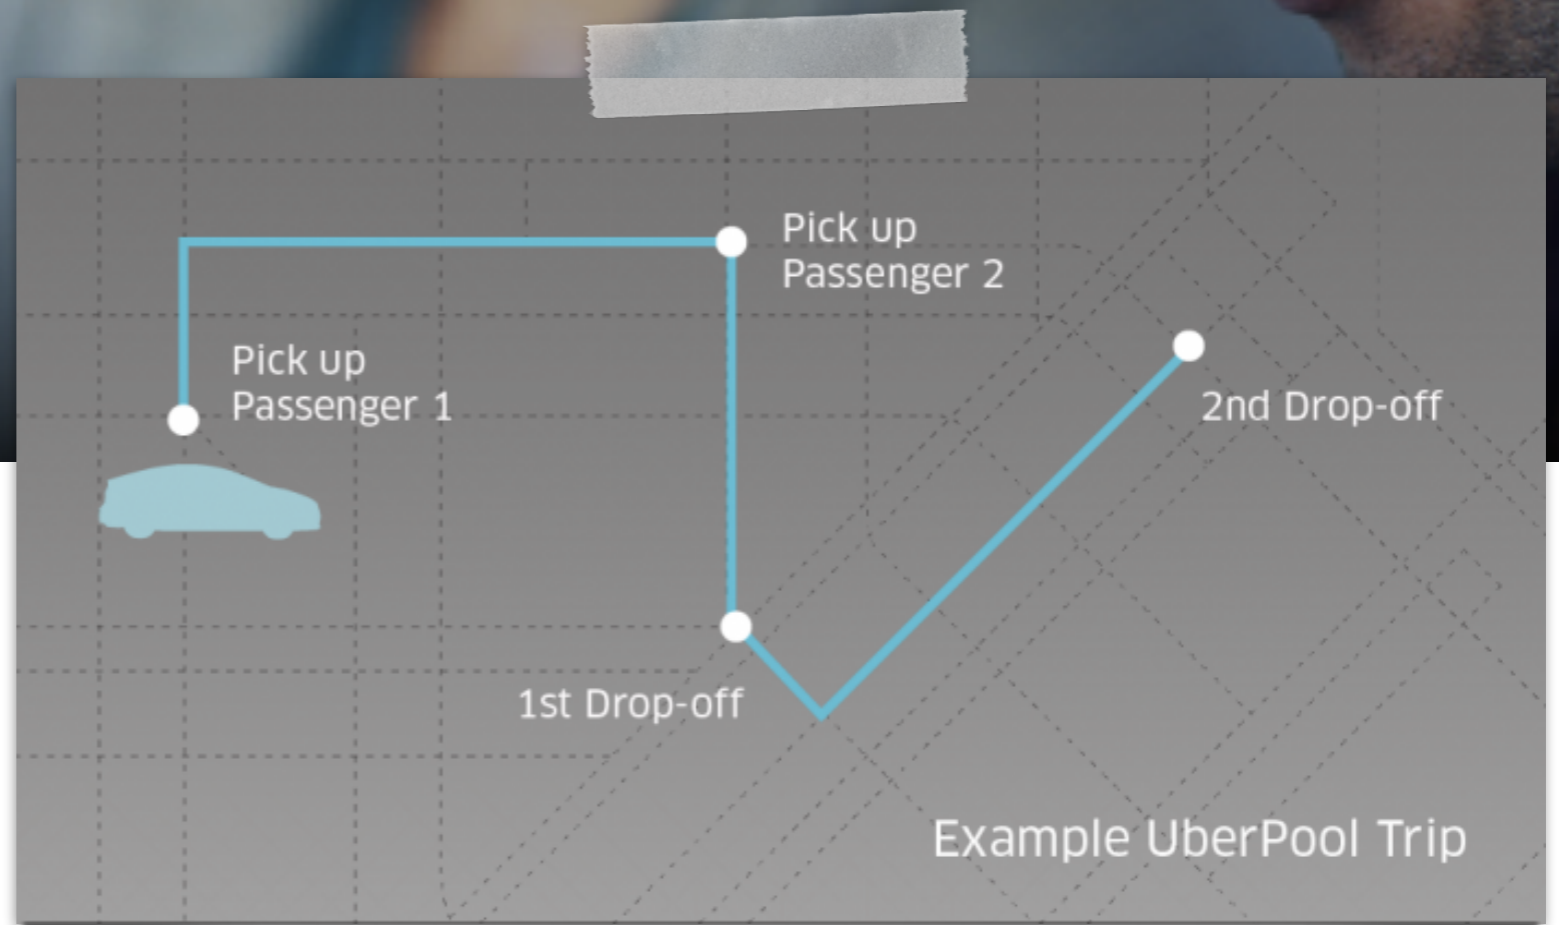 Pick up
Passenger 2
Pick up
Passenger 1
2nd Drop-off
1st Drop-off
Example UberPool Trip